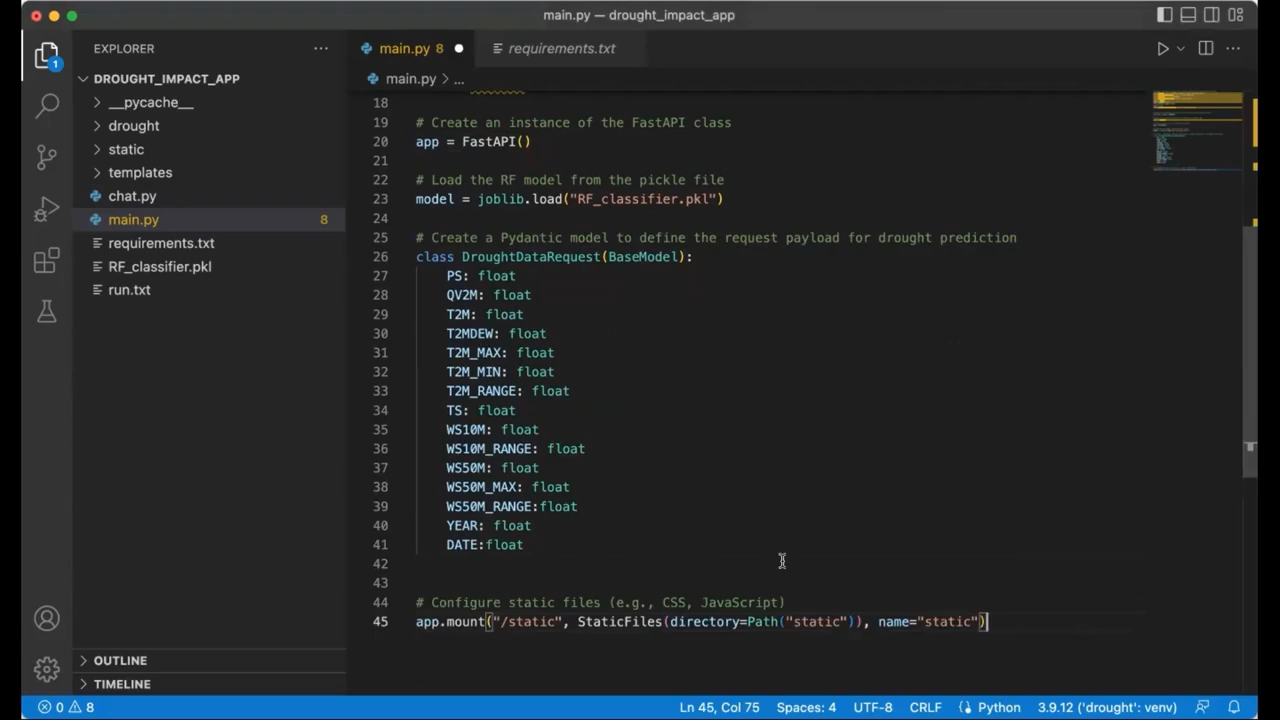 main.py — drought_impact_app
EXPLORER
main.py 8
requirements.txt
1
DROUGHT_IMPACT_APP
main.py > ...
__pycache__
drought
static
templates
chat.py
main.py 8
requirements.txt
RF_classifier.pkl
run.txt
18
19 # Create an instance of the FastAPI class
20 app = FastAPI()
21
22 # Load the RF model from the pickle file
23 model = joblib.load("RF_classifier.pkl")
24
25 # Create a Pydantic model to define the request payload for drought prediction
26 class DroughtDataRequest(BaseModel):
27 PS: float
28 QV2M: float
29 T2M: float
30 T2MDEW: float
31 T2M_MAX: float
32 T2M_MIN: float
33 T2M_RANGE: float
34 TS: float
35 WS10M: float
36 WS10M_RANGE: float
37 WS50M: float
38 WS50M_MAX: float
39 WS50M_RANGE:float
40 YEAR: float
41 DATE:float
42
43
44 # Configure static files (e.g., CSS, JavaScript)
45 app.mount("/static", StaticFiles(directory=Path("static")), name="static")
OUTLINE
TIMELINE
0 8 Ln 45, Col 75 Spaces: 4 UTF-8 CRLF Python 3.9.12 ('drought': venv)